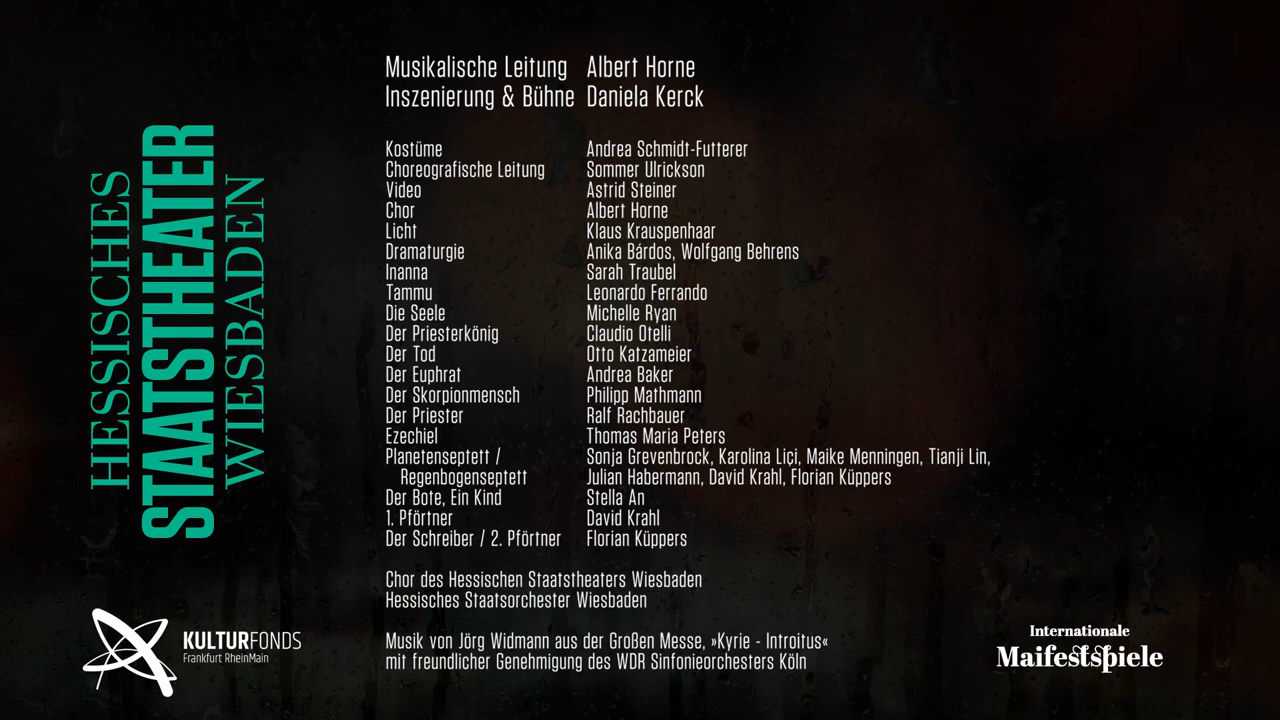 HESSISCHES
STAATSTHEATER
WIESBADEN
Musikalische Leitung Albert Horne
Inszenierung & Bühne Daniela Kerck
Kostüme Andrea Schmidt-Futterer
Choreografische Leitung Sommer Ulrickson
Video Astrid Steiner
Chor Albert Horne
Licht Klaus Krauspenhaar
Dramaturgie Anika Bárdos, Wolfgang Behrens
Inanna Sarah Traubel
Tammu Leonardo Ferrando
Die Seele Michelle Ryan
Der Priesterkönig Claudio Otelli
Der Tod Otto Katzameier
Der Euphrat Andrea Baker
Der Skorpionmensch Philipp Mathmann
Der Priester Ralf Rachbauer
Ezechiel Thomas Maria Peters
Planetenseptett / Sonja Grevenbrock, Karolina Liçi, Maike Menningen, Tianji Lin,
Regenbogenseptett Julian Habermann, David Krahl, Florian Küppers
Der Bote, Ein Kind Stella An
1. Pförtner David Krahl
Der Schreiber / 2. Pförtner Florian Küppers
Chor des Hessischen Staatstheaters Wiesbaden
Hessisches Staatsorchester Wiesbaden
Musik von Jörg Widmann aus der Großen Messe, »Kyrie - Introitus«
mit freundlicher Genehmigung des WDR Sinfonieorchesters Köln
KULTURFONDS
Frankfurt RheinMain
Internationale
Maifestspiele